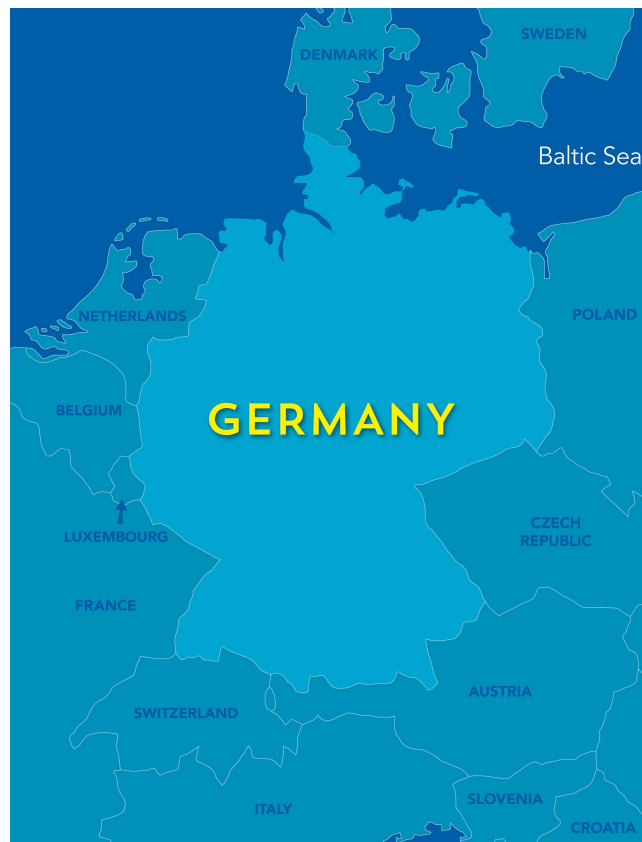 SWEDEN
DENMARK
Baltic Sea
NETHERLANDS
POLAND
BELGIUM
GERMANY
CZECH
REPUBLIC
LUXEMBOURG
FRANCE
AUSTRIA
SWITZERLAND
SLOVENIA
ITALY
CROATIA